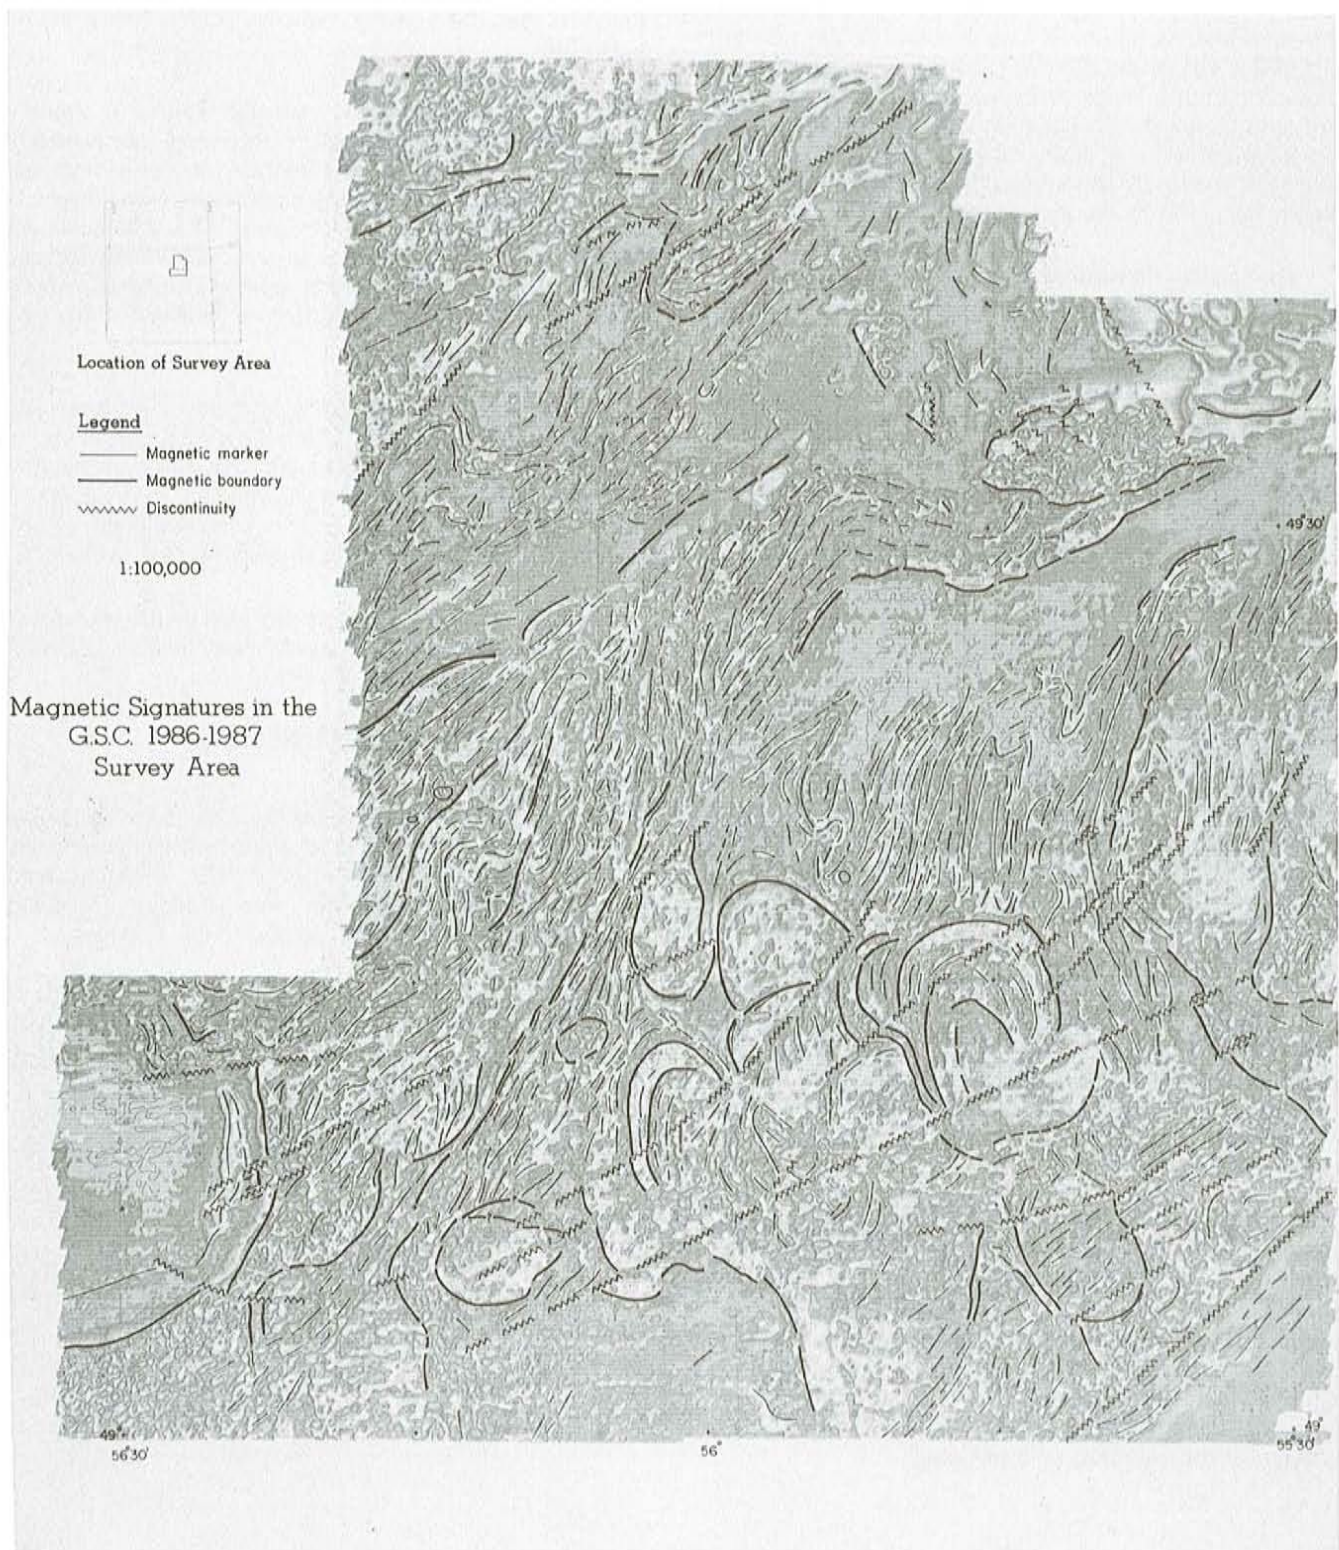 Location of Survey Area
Legend
Magnetic marker
Magnetic boundary
Discontinuity
1:100,000
Magnetic Signatures in the
G.S.C. 1986-1987
Survey Area
49°30'
49°
56°30'
56°
49°
55°30'